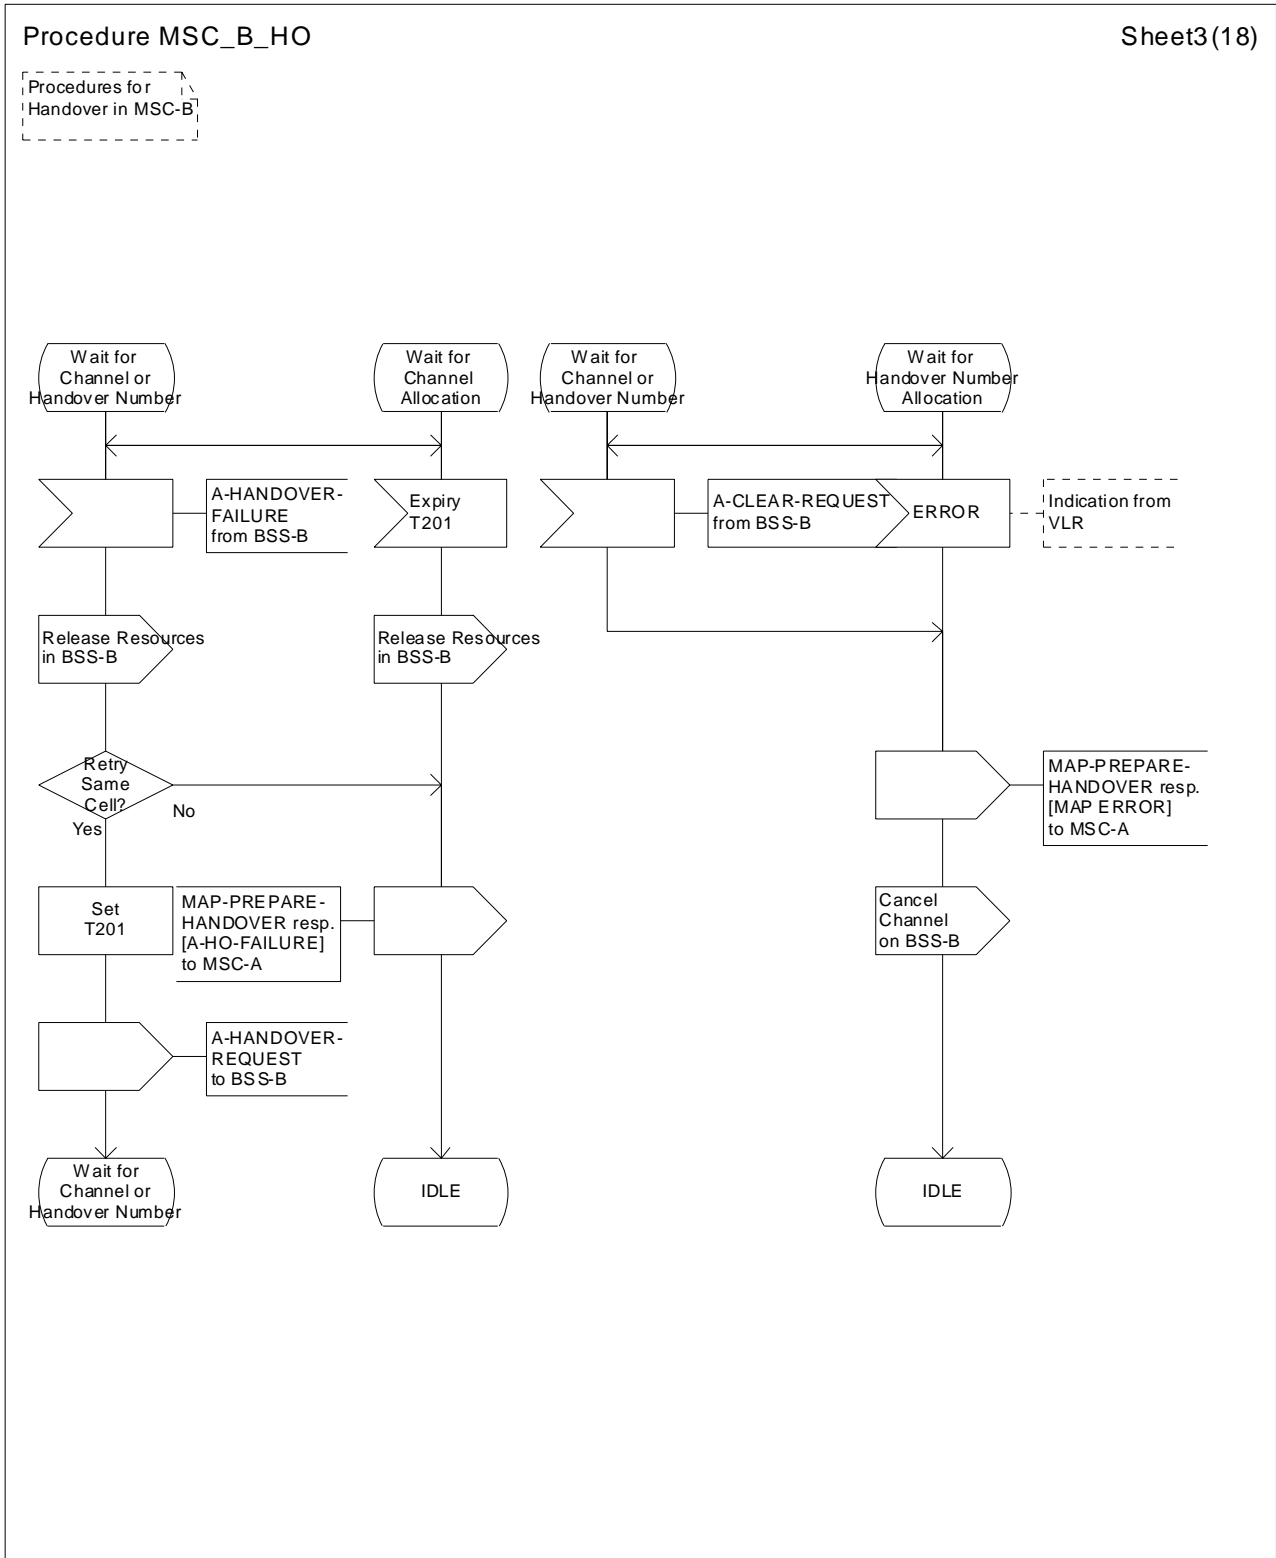 Procedure MSC_B_HO
Sheet3(18)
Procedures for
Handover in MSC-B
Wait for
Channel or
Handover Number
Wait for
Channel
Allocation
Wait for
Channel or
Handover Number
Wait for
Handover Number
Allocation
A-HANDOVER-
FAILURE
from BSS-B
Expiry
T201
A-CLEAR-REQUEST
from BSS-B
ERROR
Indication from
VLR
Release Resources
in BSS-B
Release Resources
in BSS-B
Retry
Same
Cell?
No
Yes
MAP-PREPARE-
HANDOVER resp.
[MAP ERROR]
to MSC-A
Set
T201
MAP-PREPARE-
HANDOVER resp.
[A-HO-FAILURE]
to MSC-A
Cancel
Channel
on BSS-B
A-HANDOVER-
REQUEST
to BSS-B
Wait for
Channel or
Handover Number
IDLE
IDLE